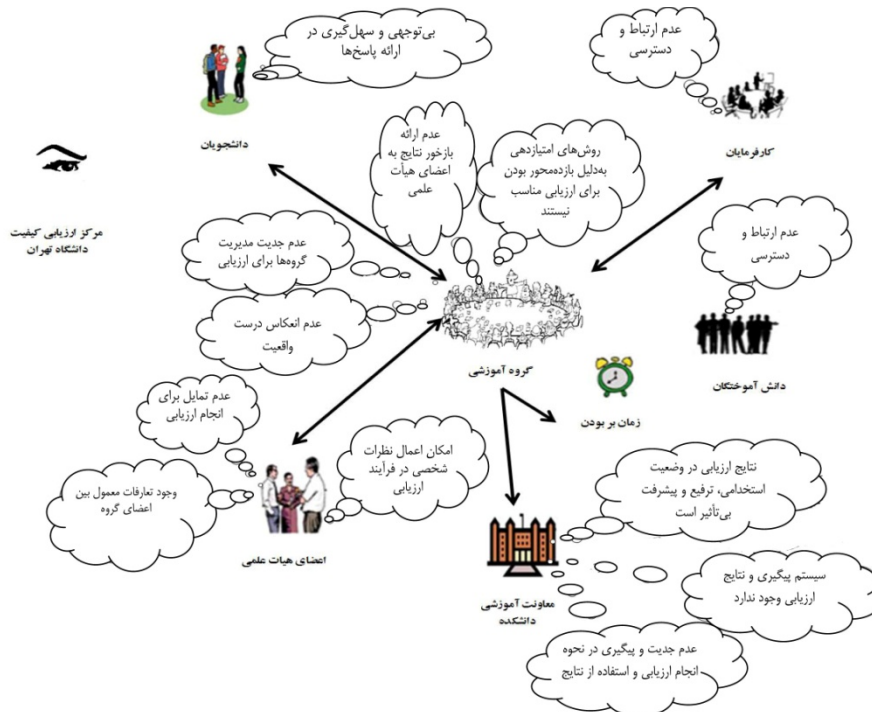 بی‌توجهی و سهل‌گیری در
ارائه پاسخ‌ها
عدم ارتباط و
دسترسی
دانشجویان
کارفرمایان
عدم ارائه
بازخور نتایج به
اعضای هیأت
علمی
روش‌های امتیازدهی
به‌دلیل بازده‌محور بودن
برای ارزیابی مناسب
نیستند
مرکز ارزیابی کیفیت
دانشگاه تهران
عدم جدیت مدیریت
گروه‌ها برای ارزیابی
عدم ارتباط و
دسترسی
عدم انعکاس درست
واقعیت
گروه آموزشی
دانش آموختگان
زمان بر بودن
عدم تمایل برای
انجام ارزیابی
امکان اعمال نظرات
شخصی در فرآیند
ارزیابی
وجود تعارفات معمول بین
اعضای گروه
اعضای هیات علمی
نتایج ارزیابی در وضعیت
استخدامی، ترفیع و پیشرفت
بی‌تأثیر است
معاونت آموزشی
دانشکده
سیستم پیگیری و نتایج
ارزیابی وجود ندارد
عدم جدیت و پیگیری در نحوه
انجام ارزیابی و استفاده از نتایج